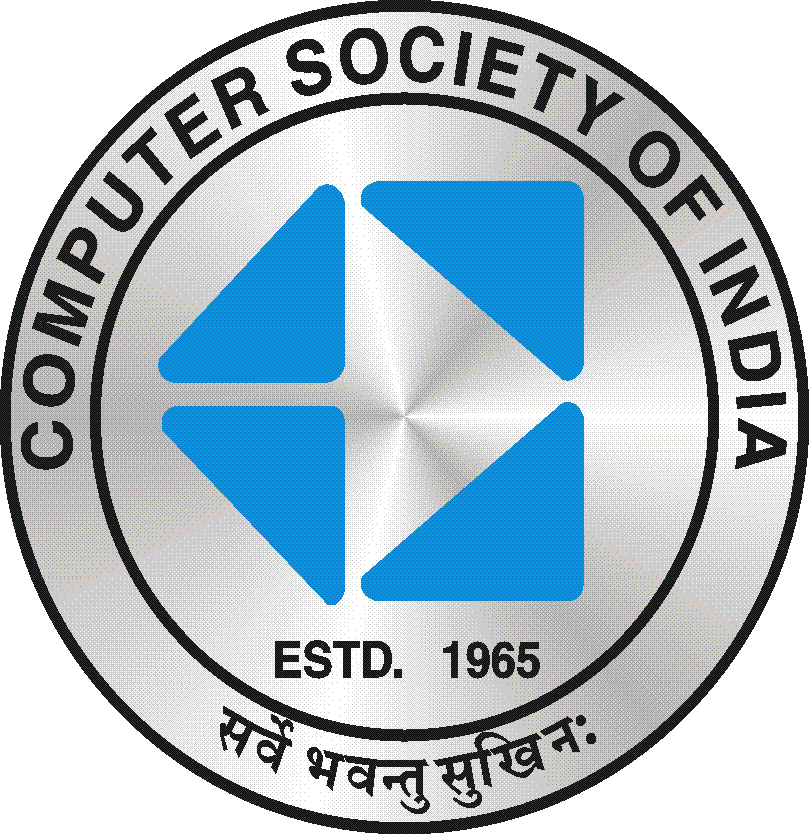 COMPUTER SOCIETY OF INDIA
ESTD. 1965
सर्वे भवन्तु सुखिनः